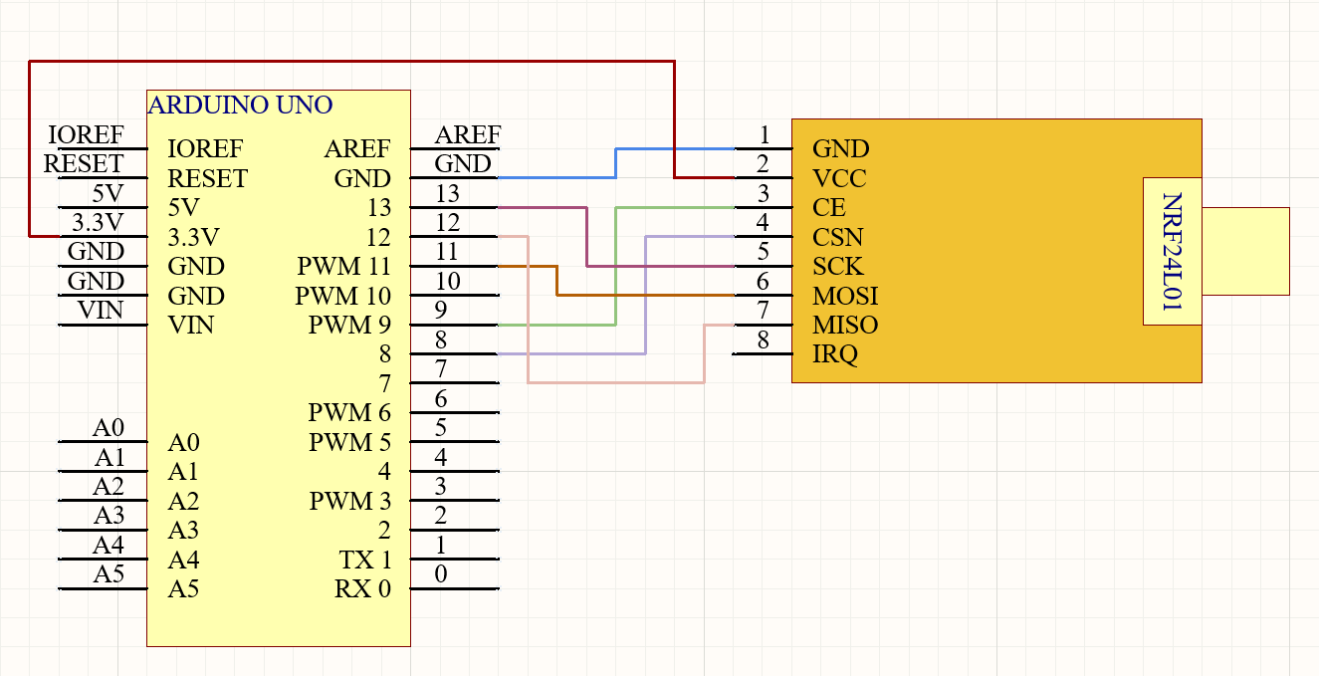 ARDUINO UNO
IOREF
RESET
5V
3.3V
GND
GND
VIN
A0
A1
A2
A3
A4
A5
IOREF
RESET
5V
3.3V
GND
GND
VIN
A0
A1
A2
A3
A4
A5
AREF
GND
13
12
PWM 11
PWM 10
PWM 9
8
7
PWM 6
PWM 5
4
PWM 3
2
TX 1
RX 0
AREF
GND
13
12
11
10
9
8
7
6
5
4
3
2
1
0
1
2
3
4
5
6
7
8
GND
VCC
CE
CSN
SCK
MOSI
MISO
IRQ
NRF24L01